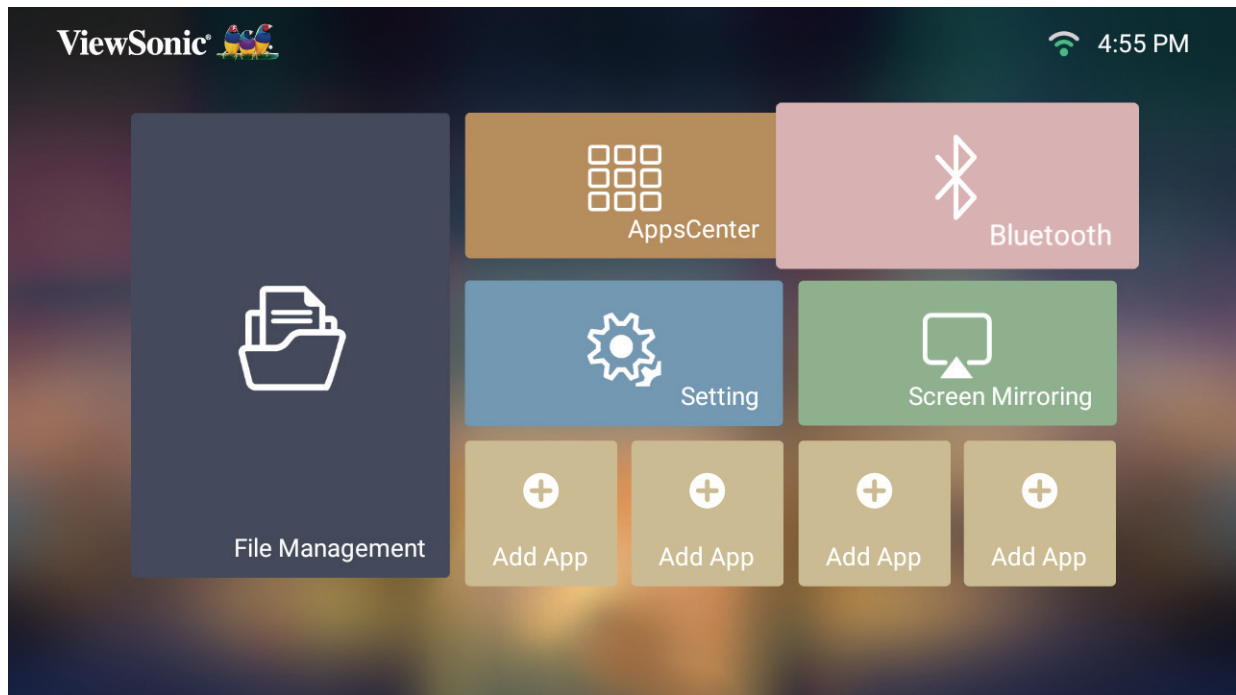 ViewSonic®
4:55 PM
AppsCenter
Bluetooth
Setting
Screen Mirroring
File Management
Add App
Add App
Add App
Add App